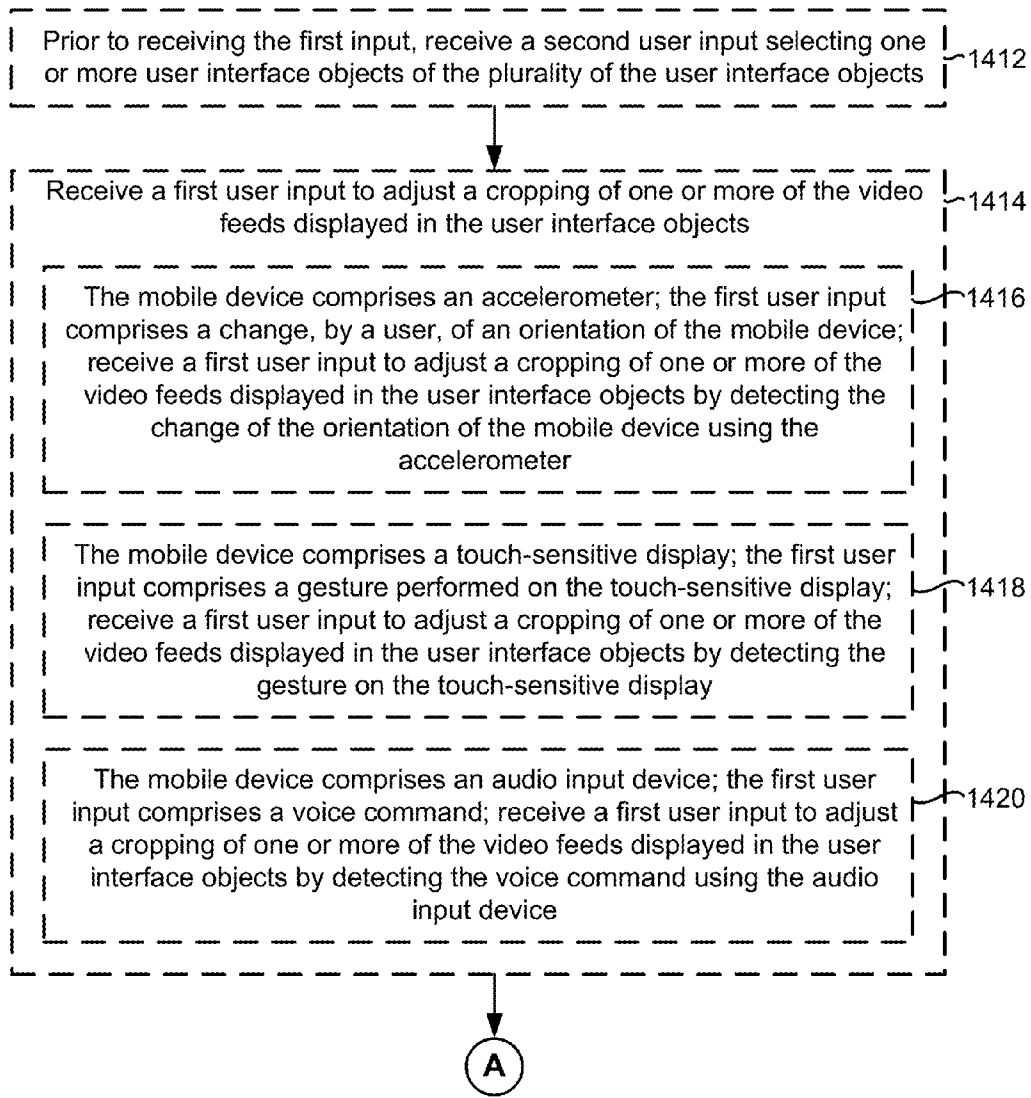 Prior to receiving the first input, receive a second user input selecting one
or more user interface objects of the plurality of the user interface objects
1412
Receive a first user input to adjust a cropping of one or more of the video
feeds displayed in the user interface objects
1414
The mobile device comprises an accelerometer; the first user input
comprises a change, by a user, of an orientation of the mobile device;
receive a first user input to adjust a cropping of one or more of the
video feeds displayed in the user interface objects by detecting the
change of the orientation of the mobile device using the
accelerometer
1416
The mobile device comprises a touch-sensitive display; the first user
input comprises a gesture performed on the touch-sensitive display;
receive a first user input to adjust a cropping of one or more of the
video feeds displayed in the user interface objects by detecting the
gesture on the touch-sensitive display
1418
The mobile device comprises an audio input device; the first user
input comprises a voice command; receive a first user input to adjust
a cropping of one or more of the video feeds displayed in the user
interface objects by detecting the voice command using the audio
input device
1420
A